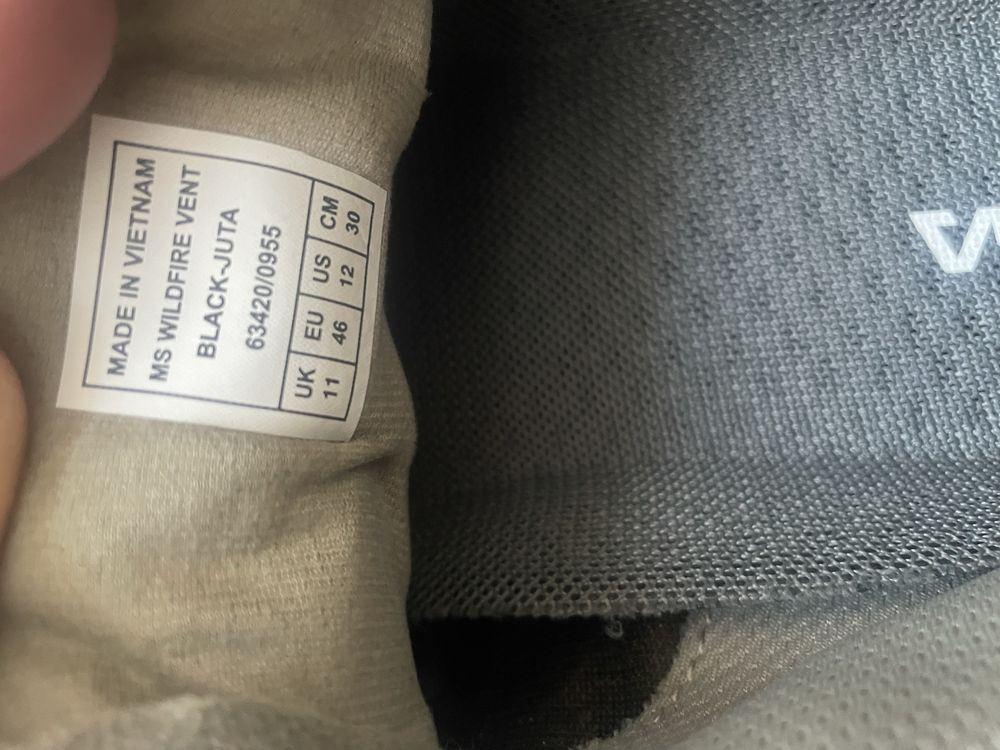 MADE IN VIETNAM
MS WILDFIRE VENT
BLACK-JUTA
63420/0955
UK EU US CM
11 46 12 30